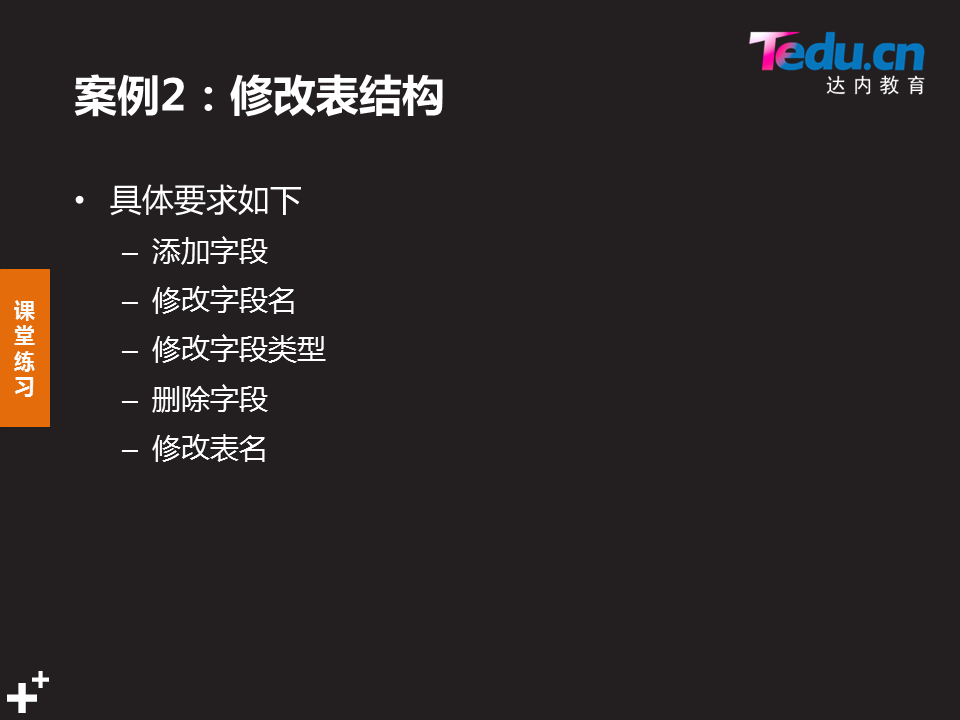 Tedu.cn
达内教育
案例2：修改表结构
• 具体要求如下
– 添加字段
– 修改字段名
– 修改字段类型
– 删除字段
– 修改表名
课
堂
练
习